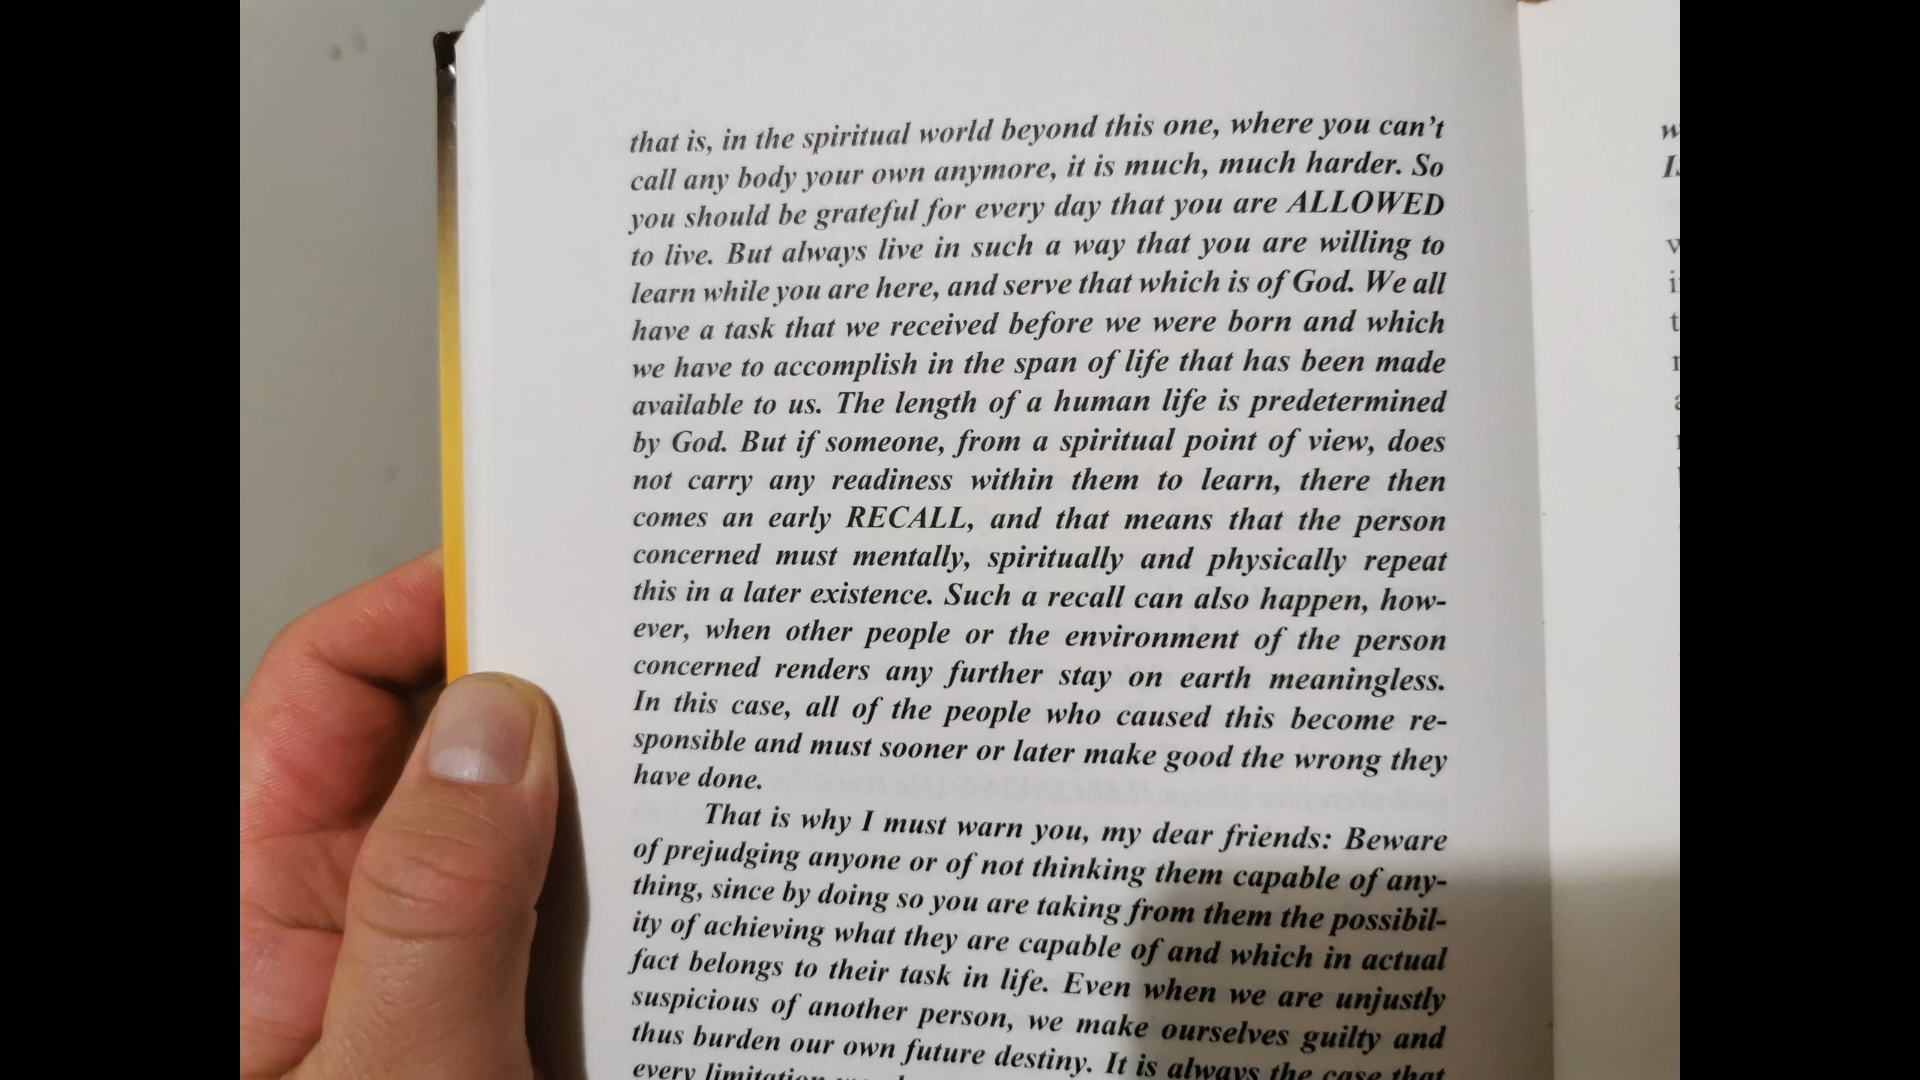 that is, in the spiritual world beyond this one, where you can't
call any body your own anymore, it is much, much harder. So
you should be grateful for every day that you are ALLOWED
to live. But always live in such a way that you are willing to
learn while you are here, and serve that which is of God. We all
have a task that we received before we were born and which
we have to accomplish in the span of life that has been made
available to us. The length of a human life is predetermined
by God. But if someone, from a spiritual point of view, does
not carry any readiness within them to learn, there then
comes an early RECALL, and that means that the person
concerned must mentally, spiritually and physically repeat
this in a later existence. Such a recall can also happen, how-
ever, when other people or the environment of the person
concerned renders any further stay on earth meaningless.
In this case, all of the people who caused this become re-
sponsible and must sooner or later make good the wrong they
have done.
That is why I must warn you, my dear friends: Beware
of prejudging anyone or of not thinking them capable of any-
thing, since by doing so you are taking from them the possibil-
ity of achieving what they are capable of and which in actual
fact belongs to their task in life. Even when we are unjustly
suspicious of another person, we make ourselves guilty and
thus burden our own future destiny. It is always the case that
every limitation